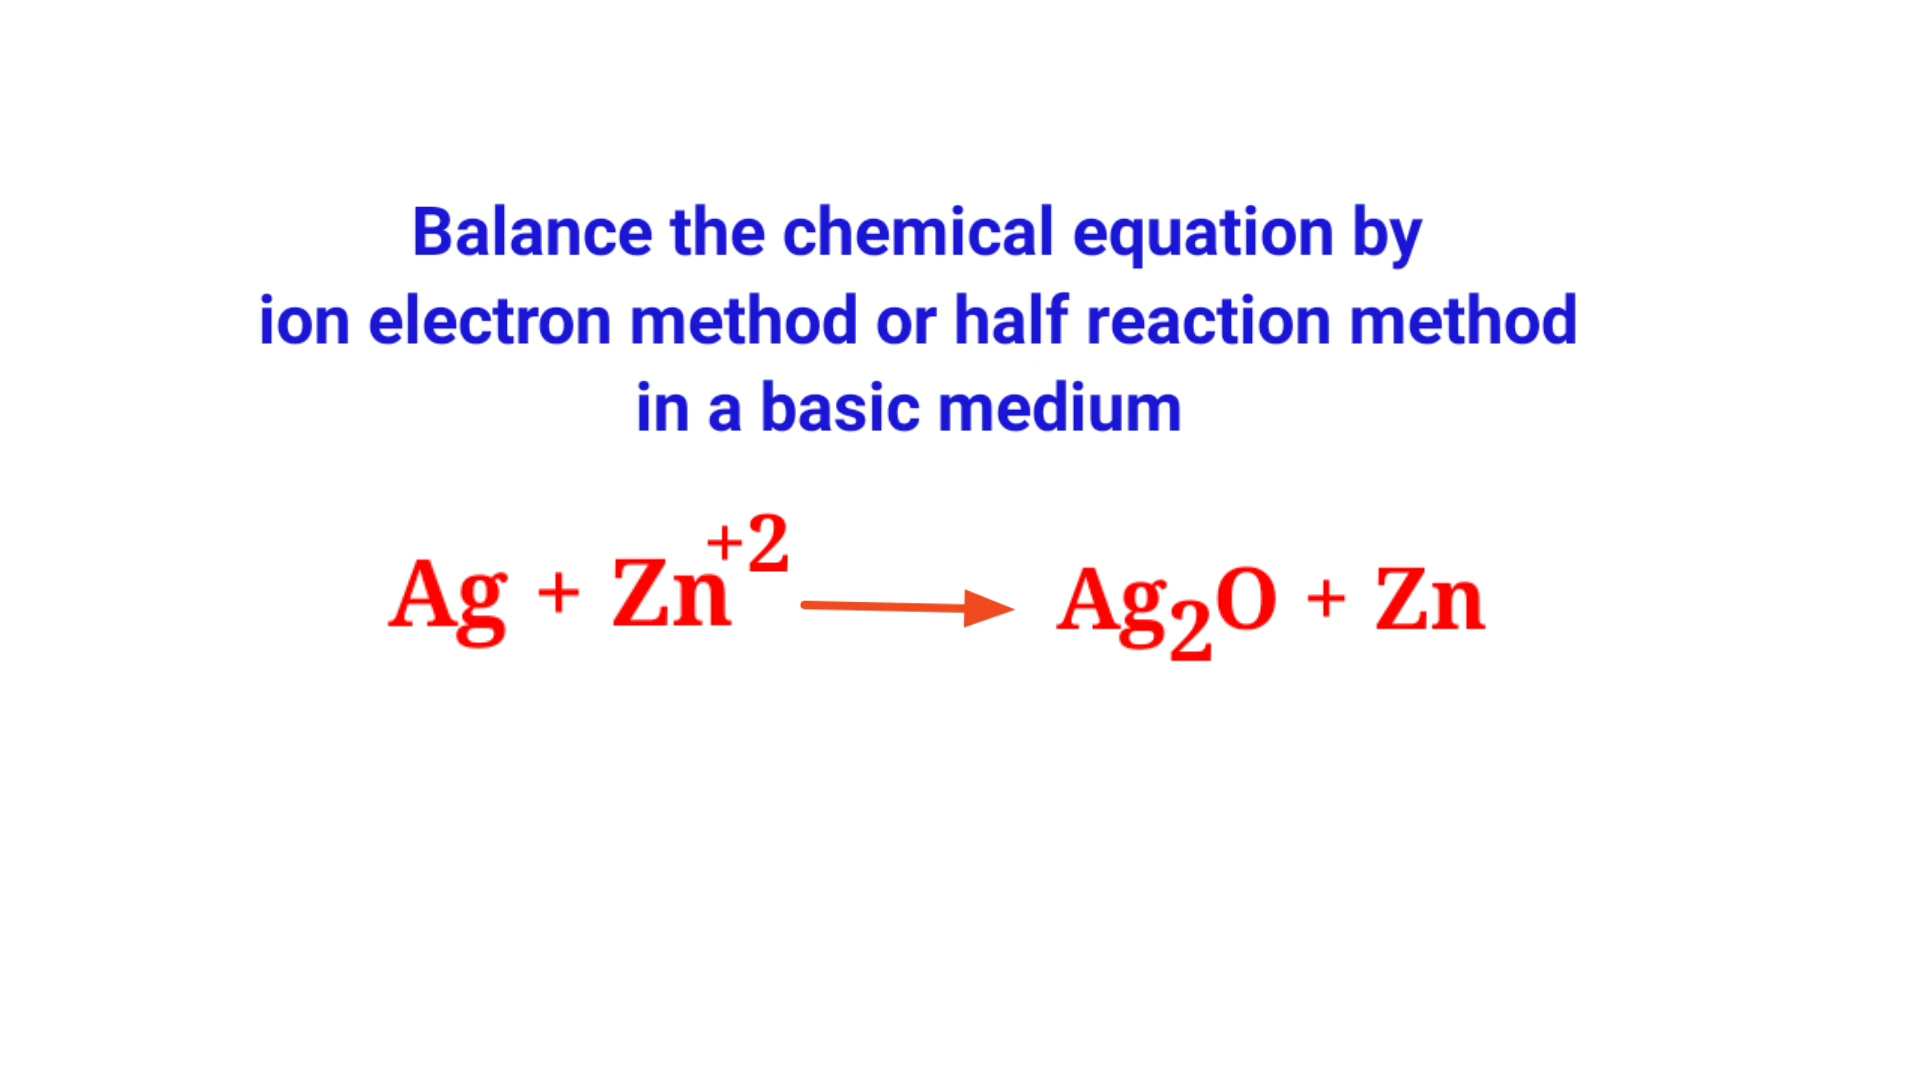 Balance the chemical equation by
ion electron method or half reaction method
in a basic medium
Ag + Zn⁺² → Ag₂O + Zn